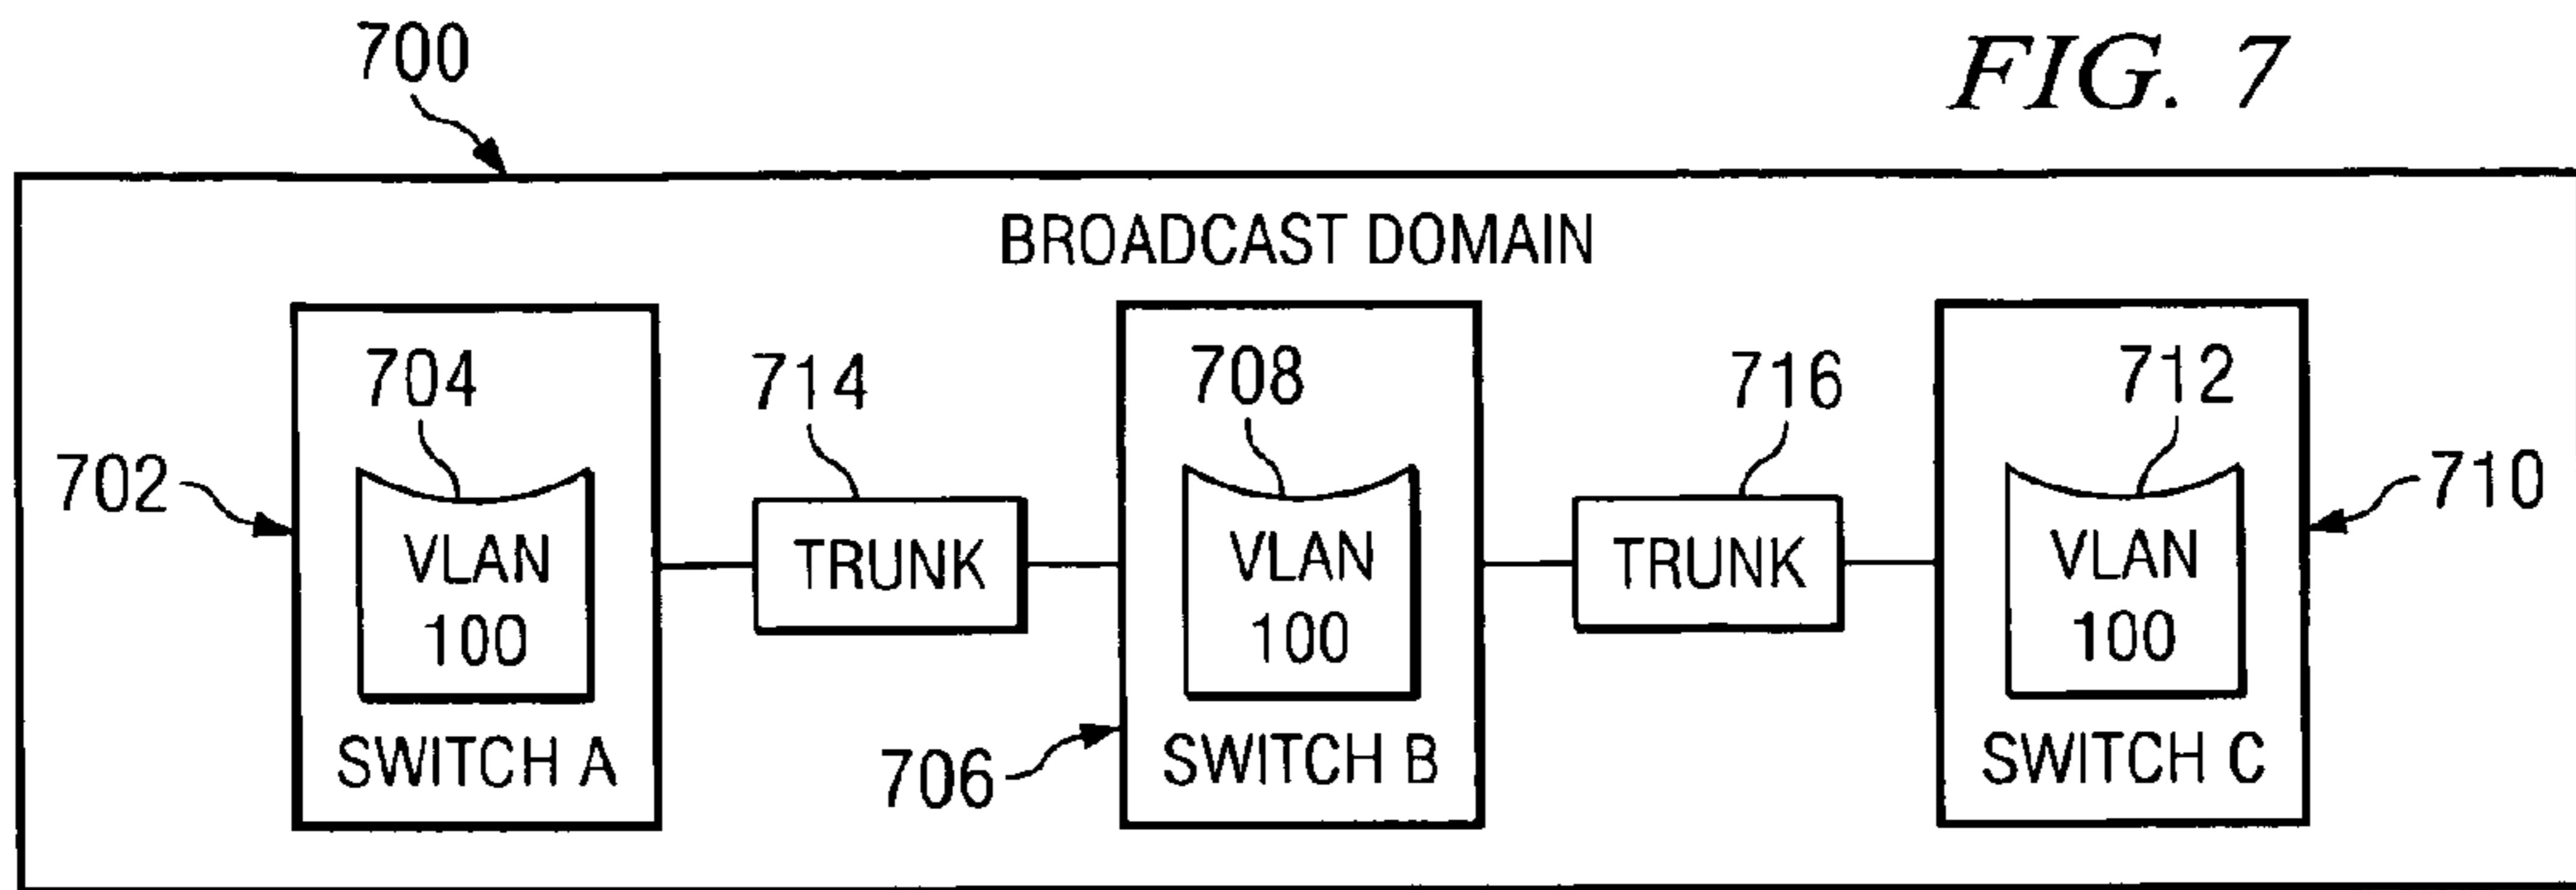 700
FIG. 7
BROADCAST DOMAIN
704
714
708
716
712
702
710
VLAN
100
TRUNK
VLAN
100
TRUNK
VLAN
100
SWITCH A
706
SWITCH B
SWITCH C